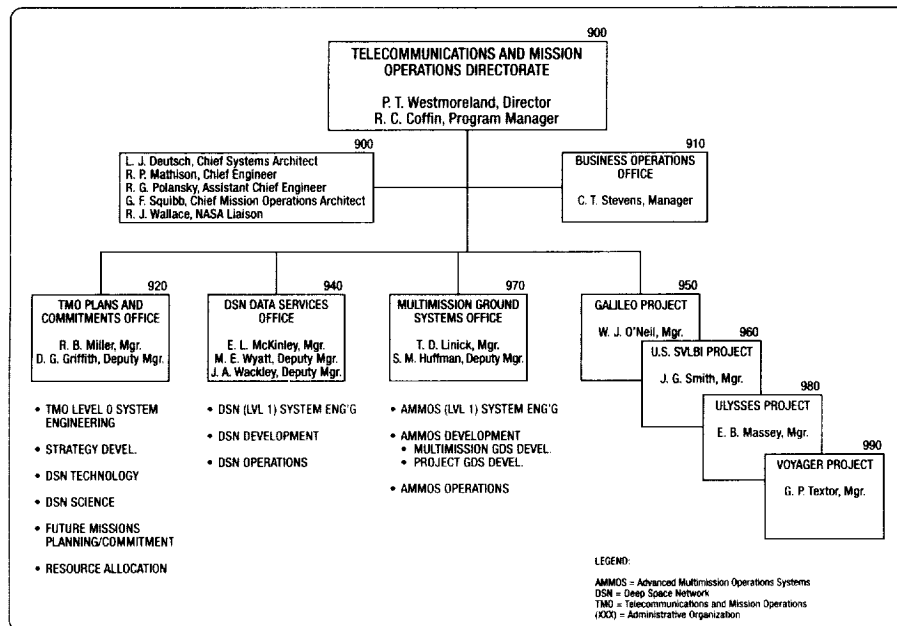 900
TELECOMMUNICATIONS AND MISSION
OPERATIONS DIRECTORATE
P. T. Westmoreland, Director
R. C. Coffin, Program Manager
900
L. J. Deutsch, Chief Systems Architect
R. P. Mathison, Chief Engineer
R. G. Polansky, Assistant Chief Engineer
G. F. Squibb, Chief Mission Operations Architect
R. J. Wallace, NASA Liaison
910
BUSINESS OPERATIONS
OFFICE
C. T. Stevens, Manager
920
TMO PLANS AND
COMMITMENTS OFFICE
R. B. Miller, Mgr.
D. G. Griffith, Deputy Mgr.
• TMO LEVEL 0 SYSTEM
ENGINEERING
• STRATEGY DEVEL.
• DSN TECHNOLOGY
• DSN SCIENCE
• FUTURE MISSIONS
PLANNING/COMMITMENT
• RESOURCE ALLOCATION
940
DSN DATA SERVICES
OFFICE
E. L. McKinley, Mgr.
M. E. Wyatt, Deputy Mgr.
J. A. Wackley, Deputy Mgr.
• DSN (LVL 1) SYSTEM ENG'G
• DSN DEVELOPMENT
• DSN OPERATIONS
970
MULTIMISSION GROUND
SYSTEMS OFFICE
T. D. Linick, Mgr.
S. M. Huffman, Deputy Mgr.
• AMMOS (LVL 1) SYSTEM ENG'G
• AMMOS DEVELOPMENT
• MULTIMISSION GDS DEVEL.
• PROJECT GDS DEVEL.
• AMMOS OPERATIONS
950
GALILEO PROJECT
W. J. O'Neil, Mgr.
960
U.S. SVLBI PROJECT
J. G. Smith, Mgr.
980
ULYSSES PROJECT
E. B. Massey, Mgr.
990
VOYAGER PROJECT
G. P. Textor, Mgr.
LEGEND:
AMMOS = Advanced Multimission Operations Systems
DSN = Deep Space Network
TMO = Telecommunications and Mission Operations
(XXX) = Administrative Organization